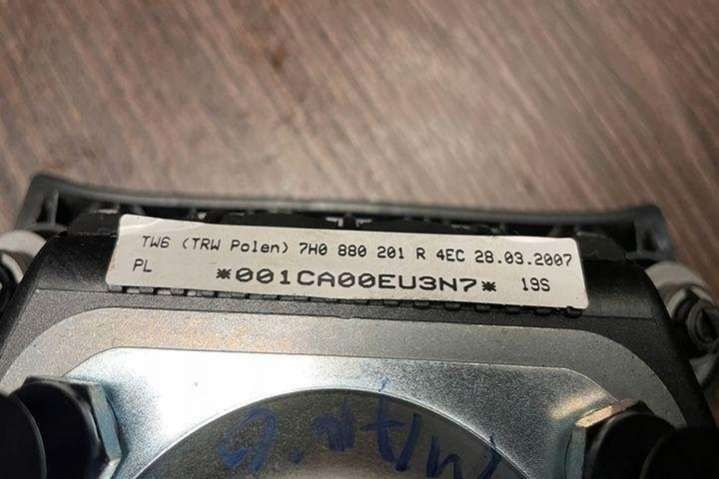 TW6 (TRW Polen) 7H0 880 201 R 4EC 28.03.2007
PL *001CA00EU3N7* 19S